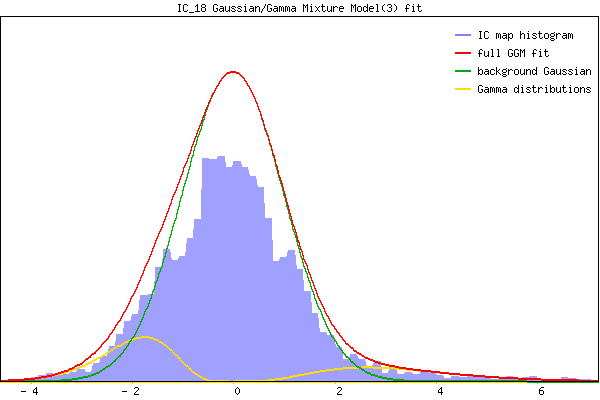 IC_18 Gaussian/Gamma Mixture Model(3) fit
IC map histogram
full GGM fit
background Gaussian
Gamma distributions
-4 -2 0 2 4 6